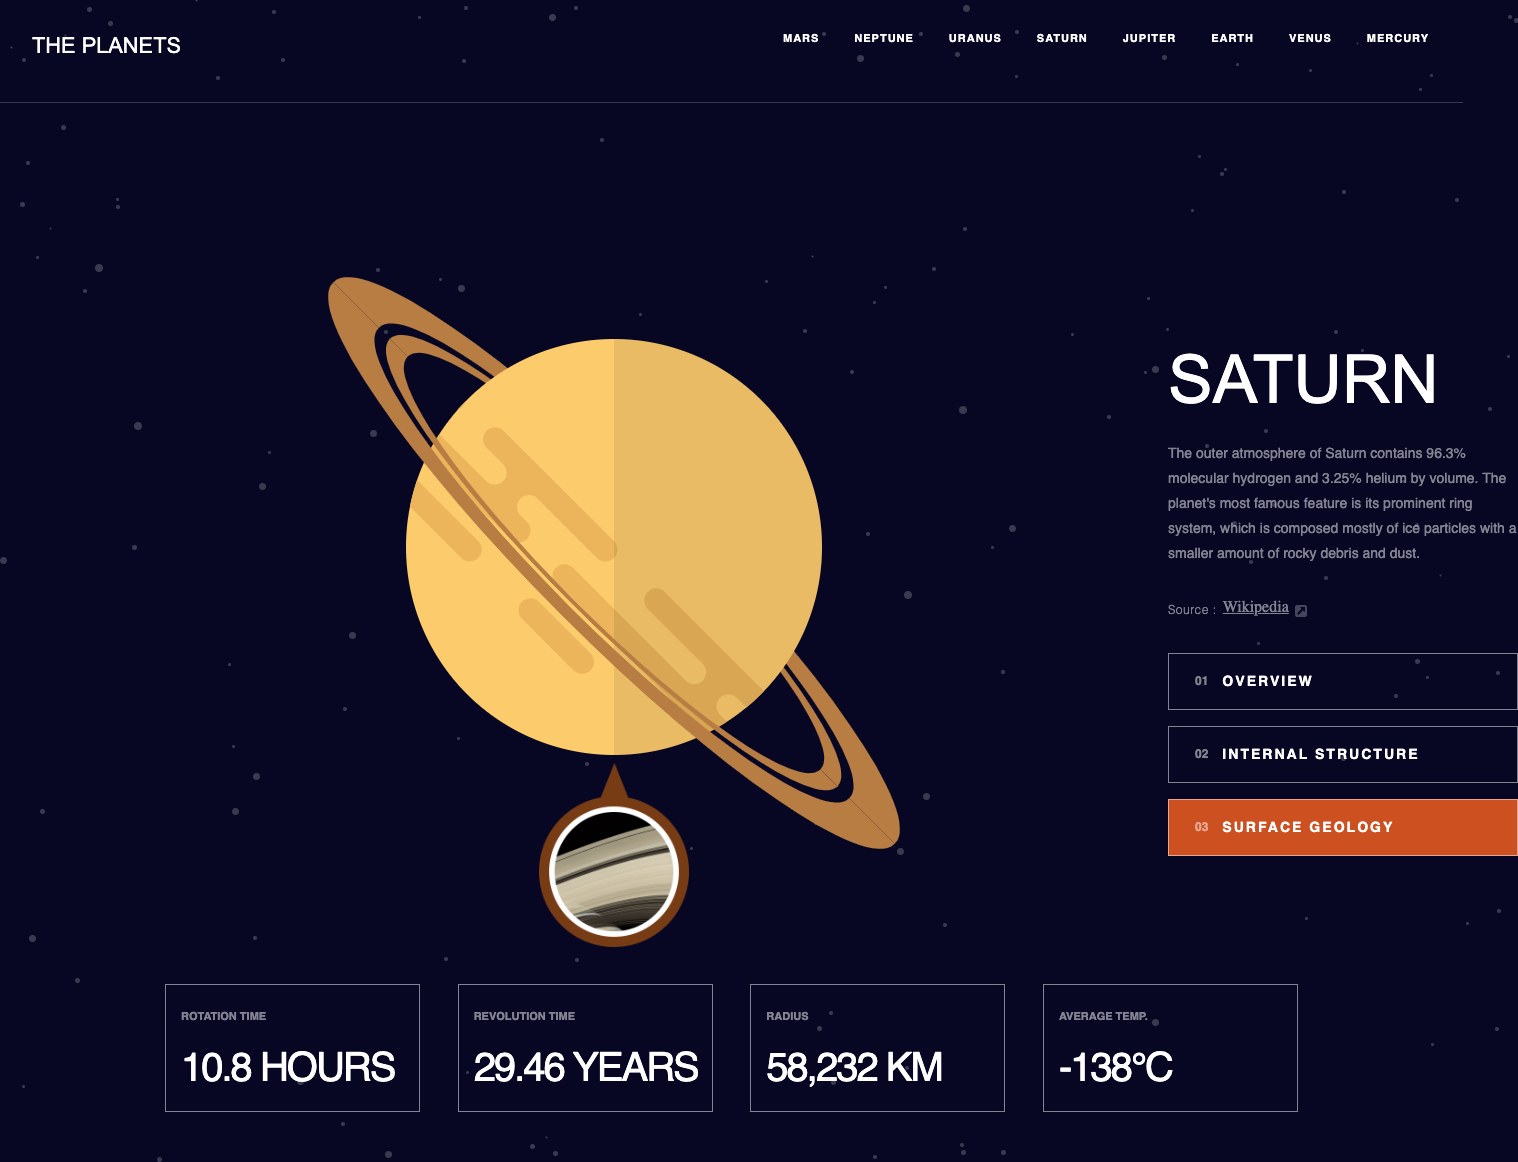 THE PLANETS
MARS NEPTUNE URANUS SATURN JUPITER EARTH VENUS MERCURY
SATURN
The outer atmosphere of Saturn contains 96.3%
molecular hydrogen and 3.25% helium by volume. The
planet's most famous feature is its prominent ring
system, which is composed mostly of ice particles with a
smaller amount of rocky debris and dust.
Source : Wikipedia
01 OVERVIEW
02 INTERNAL STRUCTURE
03 SURFACE GEOLOGY
ROTATION TIME
10.8 HOURS
REVOLUTION TIME
29.46 YEARS
RADIUS
58,232 KM
AVERAGE TEMP.
-138°C